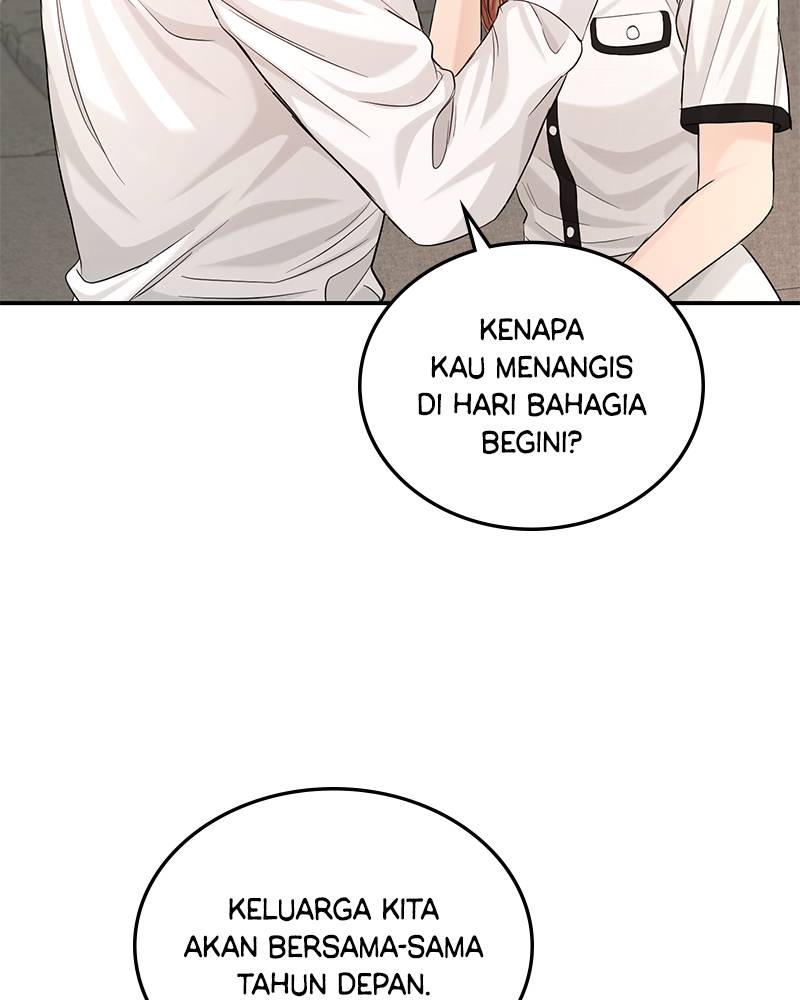 KENAPA
KAU MENANGIS
DI HARI BAHAGIA
BEGINI?
KELUARGA KITA
AKAN BERSAMA-SAMA
TAHUN DEPAN.